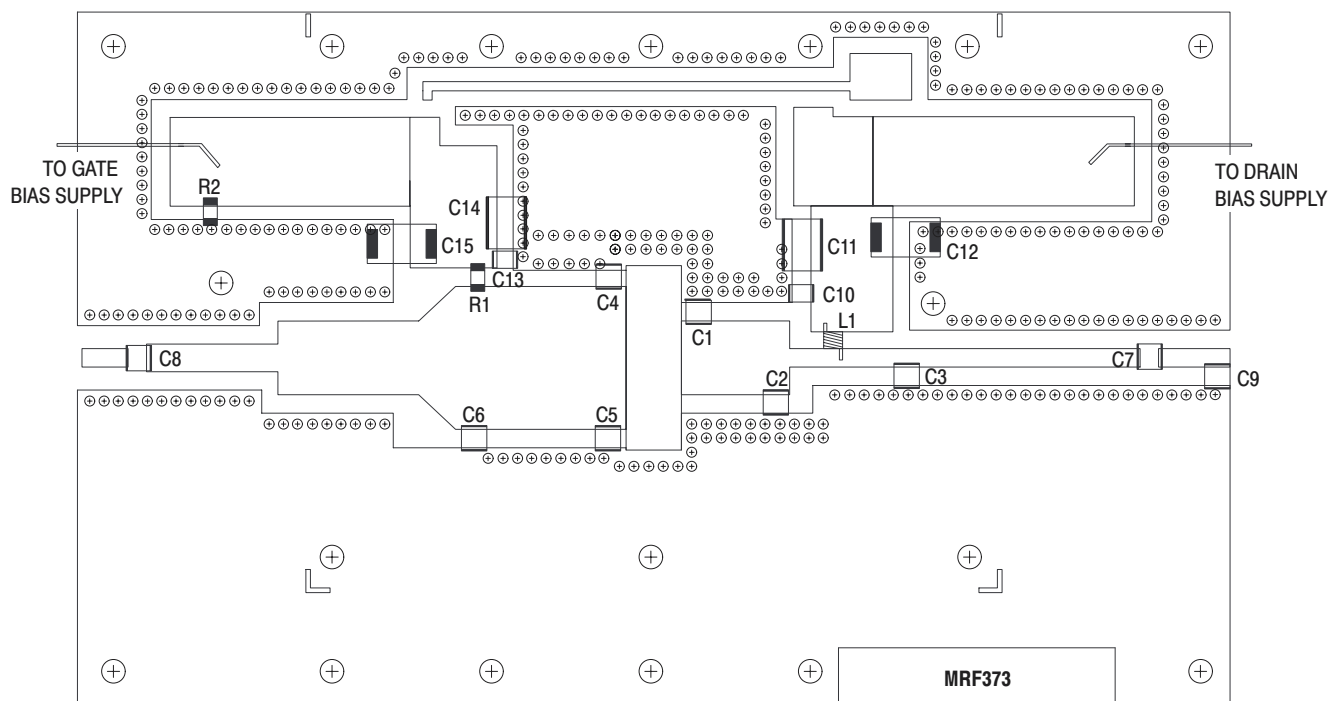 TO GATE
BIAS SUPPLY
TO DRAIN
BIAS SUPPLY
R2
C14
C15
C13
R1
C4
C11
C12
C10
C1
L1
C8
C7
C2
C3
C9
C6
C5
MRF373